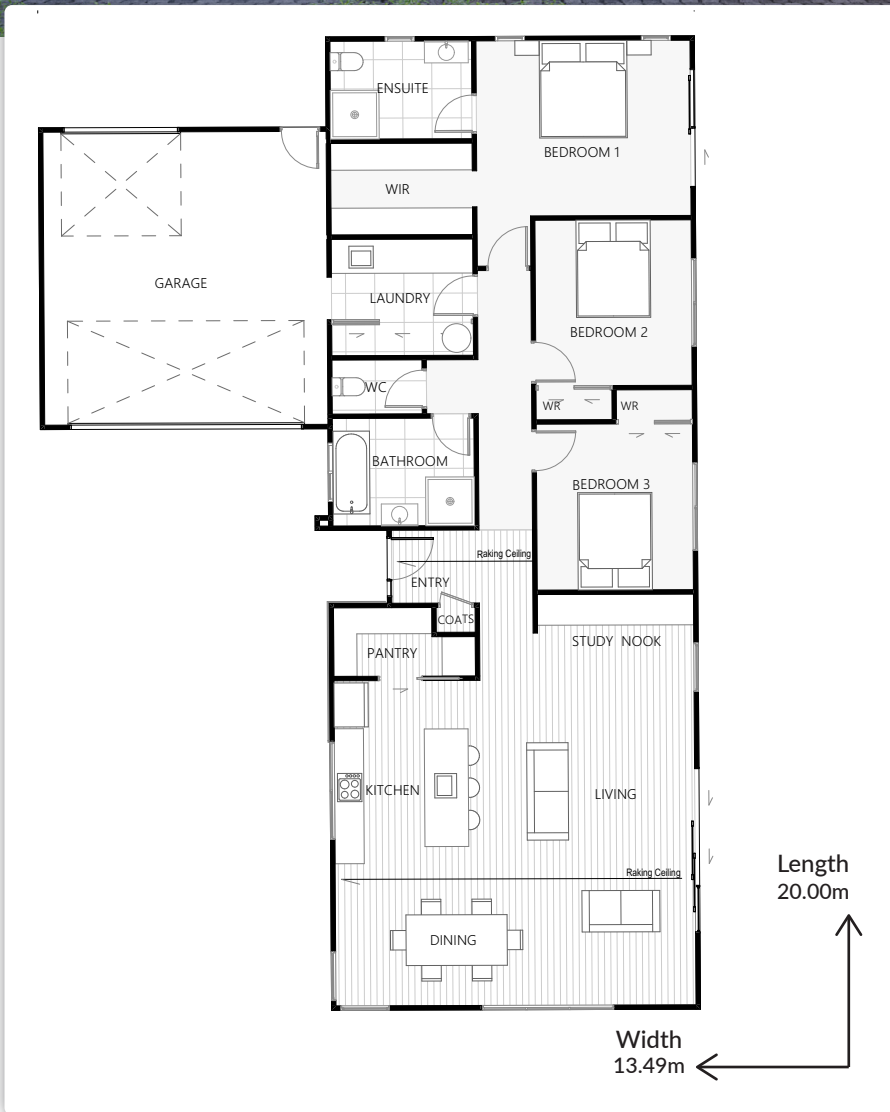 ENSUITE
BEDROOM 1
WIR
GARAGE
LAUNDRY
BEDROOM 2
WC
WR
WR
BATHROOM
BEDROOM 3
Raking Ceiling
ENTRY
COATS
STUDY NOOK
PANTRY
KITCHEN
LIVING
Raking Ceiling
DINING
Length
20.00m
Width
13.49m